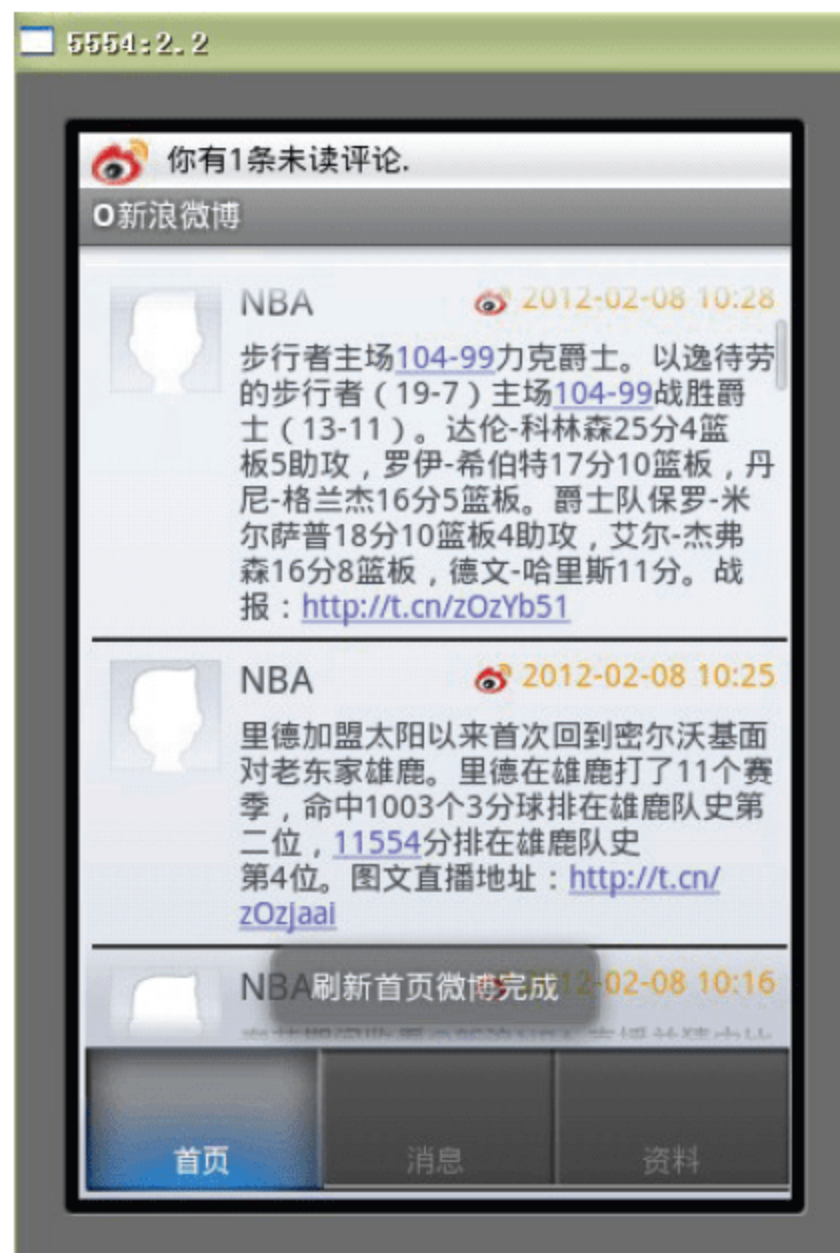 5554:2.2
你有1条未读评论.
O新浪微博
NBA 2012-02-08 10:28
步行者主场104-99力克爵士。以逸待劳
的步行者（19-7）主场104-99战胜爵
士（13-11）。达伦-科林森25分4篮
板5助攻，罗伊-希伯特17分10篮板，丹
尼-格兰杰16分5篮板。爵士队保罗-米
尔萨普18分10篮板4助攻，艾尔-杰弗
森16分8篮板，德文-哈里斯11分。战
报：http://t.cn/zOzYb51
NBA 2012-02-08 10:25
里德加盟太阳以来首次回到密尔沃基面
对老东家雄鹿。里德在雄鹿打了11个赛
季，命中1003个3分球排在雄鹿队史第
二位，11554分排在雄鹿队史
第4位。图文直播地址：http://t.cn/
zOzJaai
NBA 12-02-08 10:16
刷新首页微博完成
首页 消息 资料